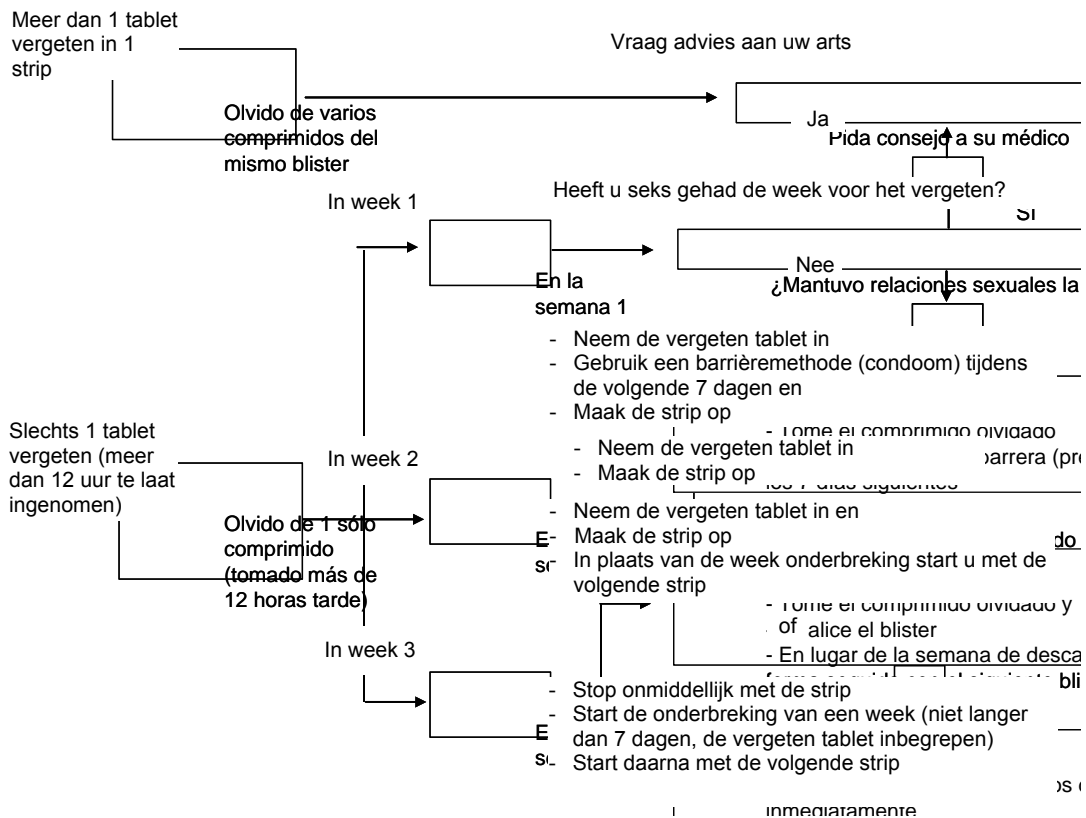 Meer dan 1 tablet
vergeten in 1
strip
Vraag advies aan uw arts
Olvido de varios
comprimidos del
mismo blister
Ja
Pida consejo a su médico
Heeft u seks gehad de week voor het vergeten?
In week 1
Sí
Nee
En la
semana 1
¿Mantuvo relaciones sexuales la
- Neem de vergeten tablet in
- Gebruik een barrièremethode (condoom) tijdens
de volgende 7 dagen en
- Maak de strip op
Slechts 1 tablet
vergeten (meer
dan 12 uur te laat
ingenomen)
- Tome el comprimido olvidado
In week 2
- Neem de vergeten tablet in
- Maak de strip op
barrera (pre
los 7 días siguientes
Olvido de 1 sólo
comprimido
(tomado más de
12 horas tarde)
- Neem de vergeten tablet in en
- Maak de strip op
- In plaats van de week onderbreking start u met de
volgende strip
do
- Tome el comprimido olvidado y
of alice el blister
- En lugar de la semana de desca
In week 3
- Stop onmiddellijk met de strip
- Start de onderbreking van een week (niet langer
dan 7 dagen, de vergeten tablet inbegrepen)
- Start daarna met de volgende strip
inmediatamente